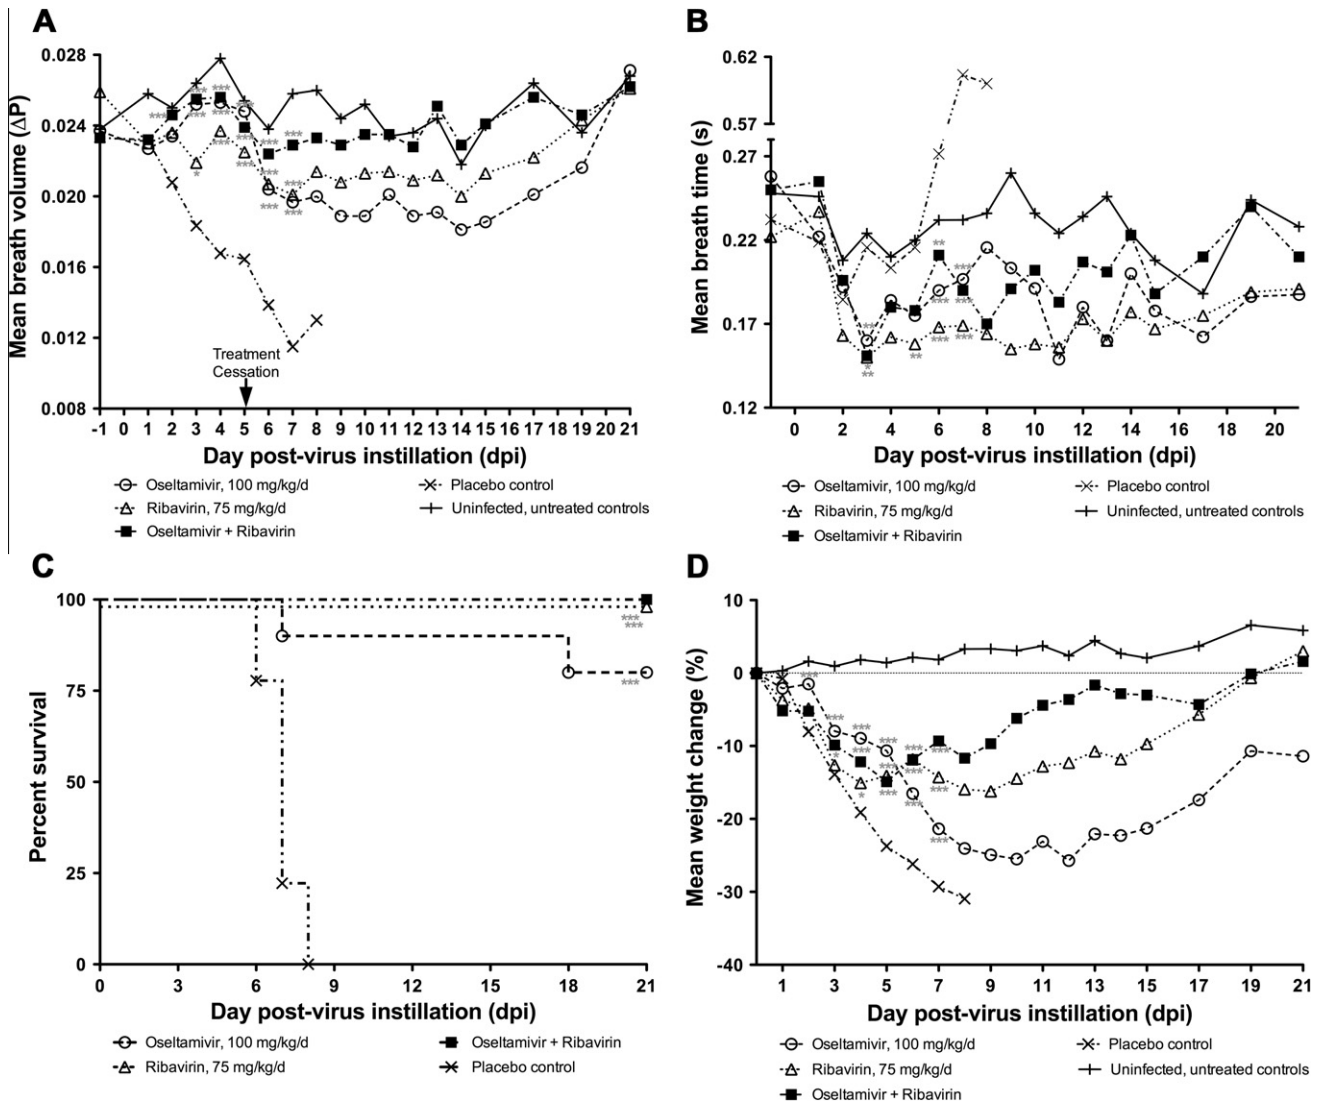 A
Mean breath volume (ΔP)
0.028
0.024
0.020
0.016
0.012
0.008
Treatment
Cessation
-1 0 1 2 3 4 5 6 7 8 9 10 11 12 13 14 15 17 19 20 21
Day post-virus instillation (dpi)
Oseltamivir, 100 mg/kg/d
Ribavirin, 75 mg/kg/d
Oseltamivir + Ribavirin
Placebo control
Uninfected, untreated controls
B
Mean breath time (s)
0.62
0.57
0.27
0.22
0.17
0.12
0 2 4 6 8 10 12 14 16 18 20
Day post-virus instillation (dpi)
Oseltamivir, 100 mg/kg/d
Ribavirin, 75 mg/kg/d
Oseltamivir + Ribavirin
Placebo control
Uninfected, untreated controls
C
Percent survival
100
75
50
25
0
0 3 6 9 12 15 18 21
Day post-virus instillation (dpi)
Oseltamivir, 100 mg/kg/d
Ribavirin, 75 mg/kg/d
Oseltamivir + Ribavirin
Placebo control
D
Mean weight change (%)
10
0
-10
-20
-30
-40
1 3 5 7 9 11 13 15 17 19 21
Day post-virus instillation (dpi)
Oseltamivir, 100 mg/kg/d
Ribavirin, 75 mg/kg/d
Oseltamivir + Ribavirin
Placebo control
Uninfected, untreated controls